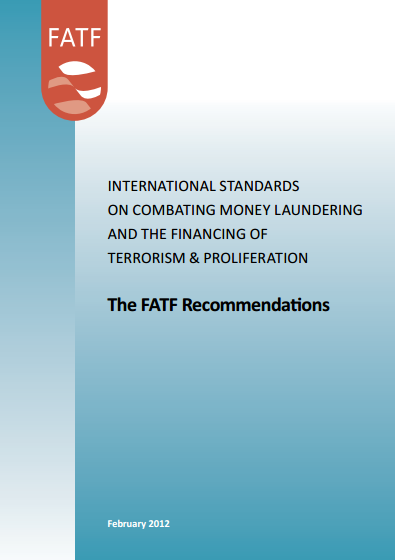 FATF
INTERNATIONAL STANDARDS
ON COMBATING MONEY LAUNDERING
AND THE FINANCING OF
TERRORISM & PROLIFERATION
The FATF Recommendations
February 2012